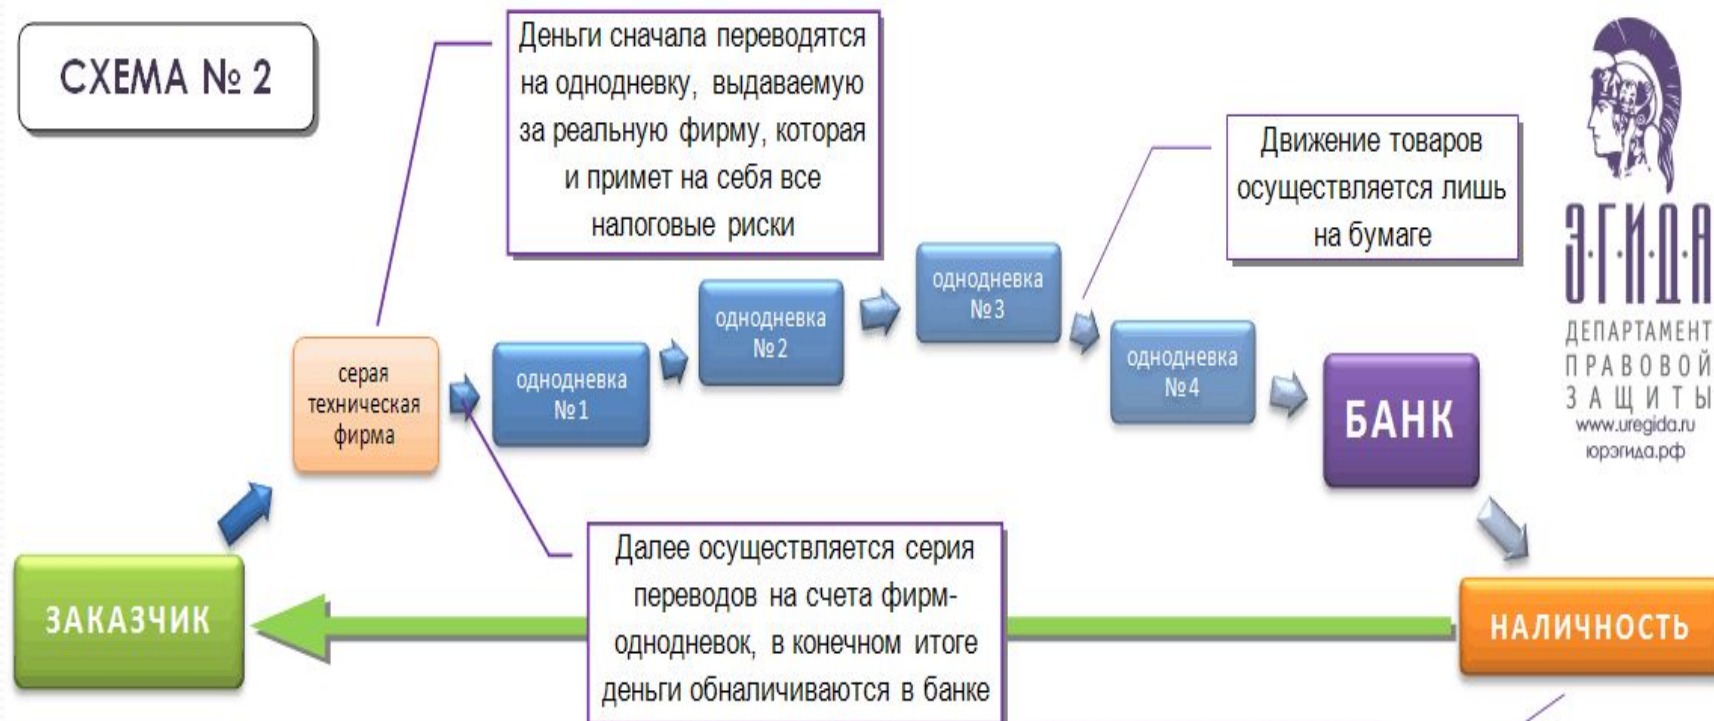 СХЕМА № 2
Деньги сначала переводятся
на однодневку, выдаваемую
за реальную фирму, которая
и примет на себя все
налоговые риски
Движение товаров
осуществляется лишь
на бумаге
Э·Г·И·Д·А
ДЕПАРТАМЕНТ
ПРАВОВОЙ
ЗАЩИТЫ
www.uregida.ru
юрэгида.рф
серая
техническая
фирма
однодневка
№1
однодневка
№2
однодневка
№3
однодневка
№4
БАНК
ЗАКАЗЧИК
Далее осуществляется серия
переводов на счета фирм-
однодневок, в конечном итоге
деньги обналичиваются в банке
НАЛИЧНОСТЬ